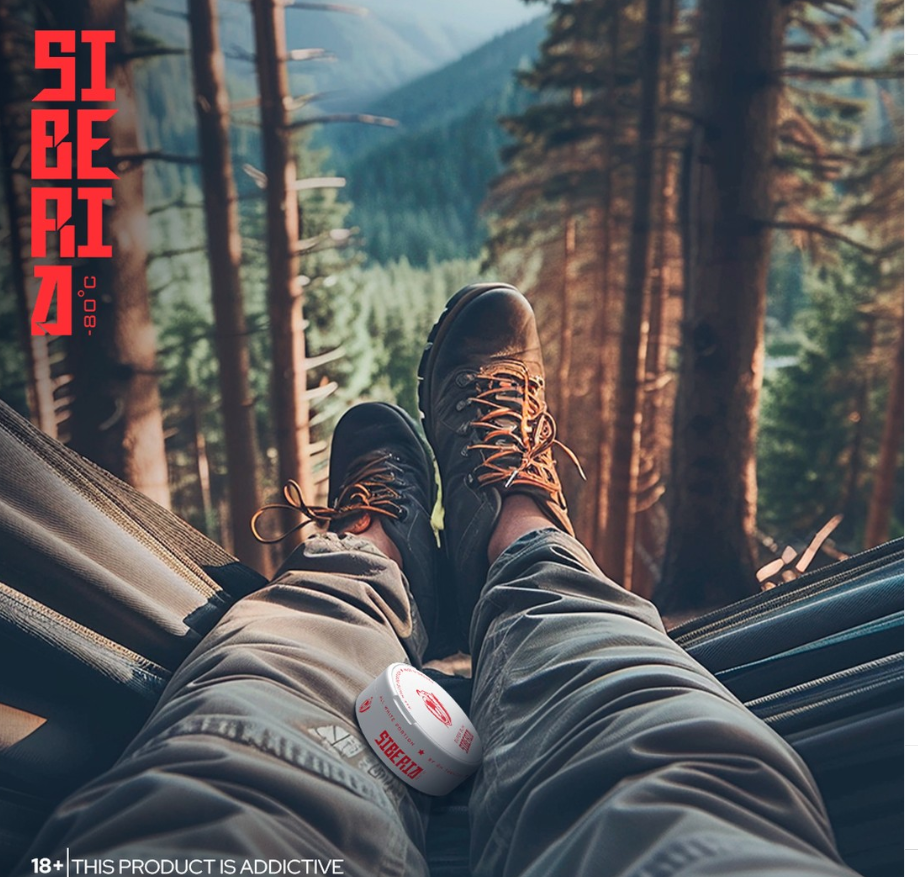 SI
BE
RI
A -80°C
SIBERIA
18+ THIS PRODUCT IS ADDICTIVE